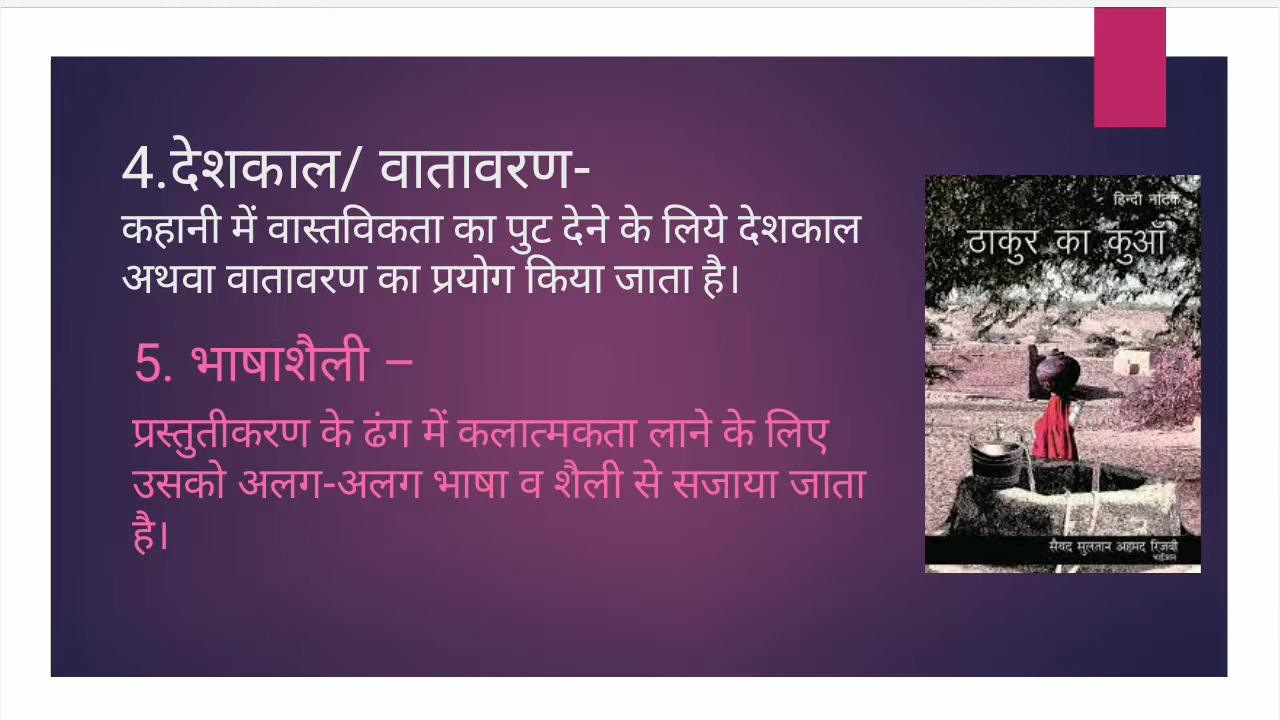 4.देशकाल/ वातावरण-
कहानी में वास्तविकता का पुट देने के लिये देशकाल
अथवा वातावरण का प्रयोग किया जाता है।
5. भाषाशैली –
प्रस्तुतीकरण के ढंग में कलात्मकता लाने के लिए
उसको अलग-अलग भाषा व शैली से सजाया जाता
है।
हिन्दी नाटक
ठाकुर का कुआँ
सैयद सुलतान अहमद रिज़वी